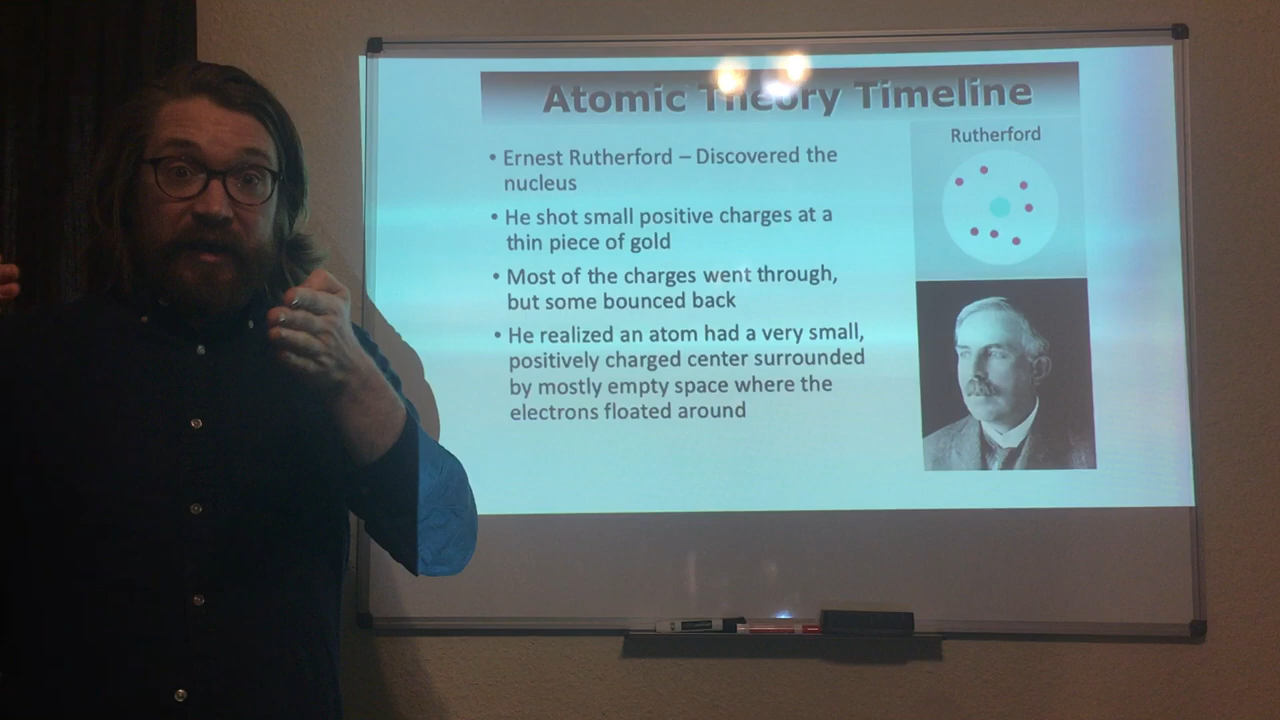 Atomic Theory Timeline
• Ernest Rutherford – Discovered the
nucleus
• He shot small positive charges at a
thin piece of gold
• Most of the charges went through,
but some bounced back
• He realized an atom had a very small,
positively charged center surrounded
by mostly empty space where the
electrons floated around
Rutherford